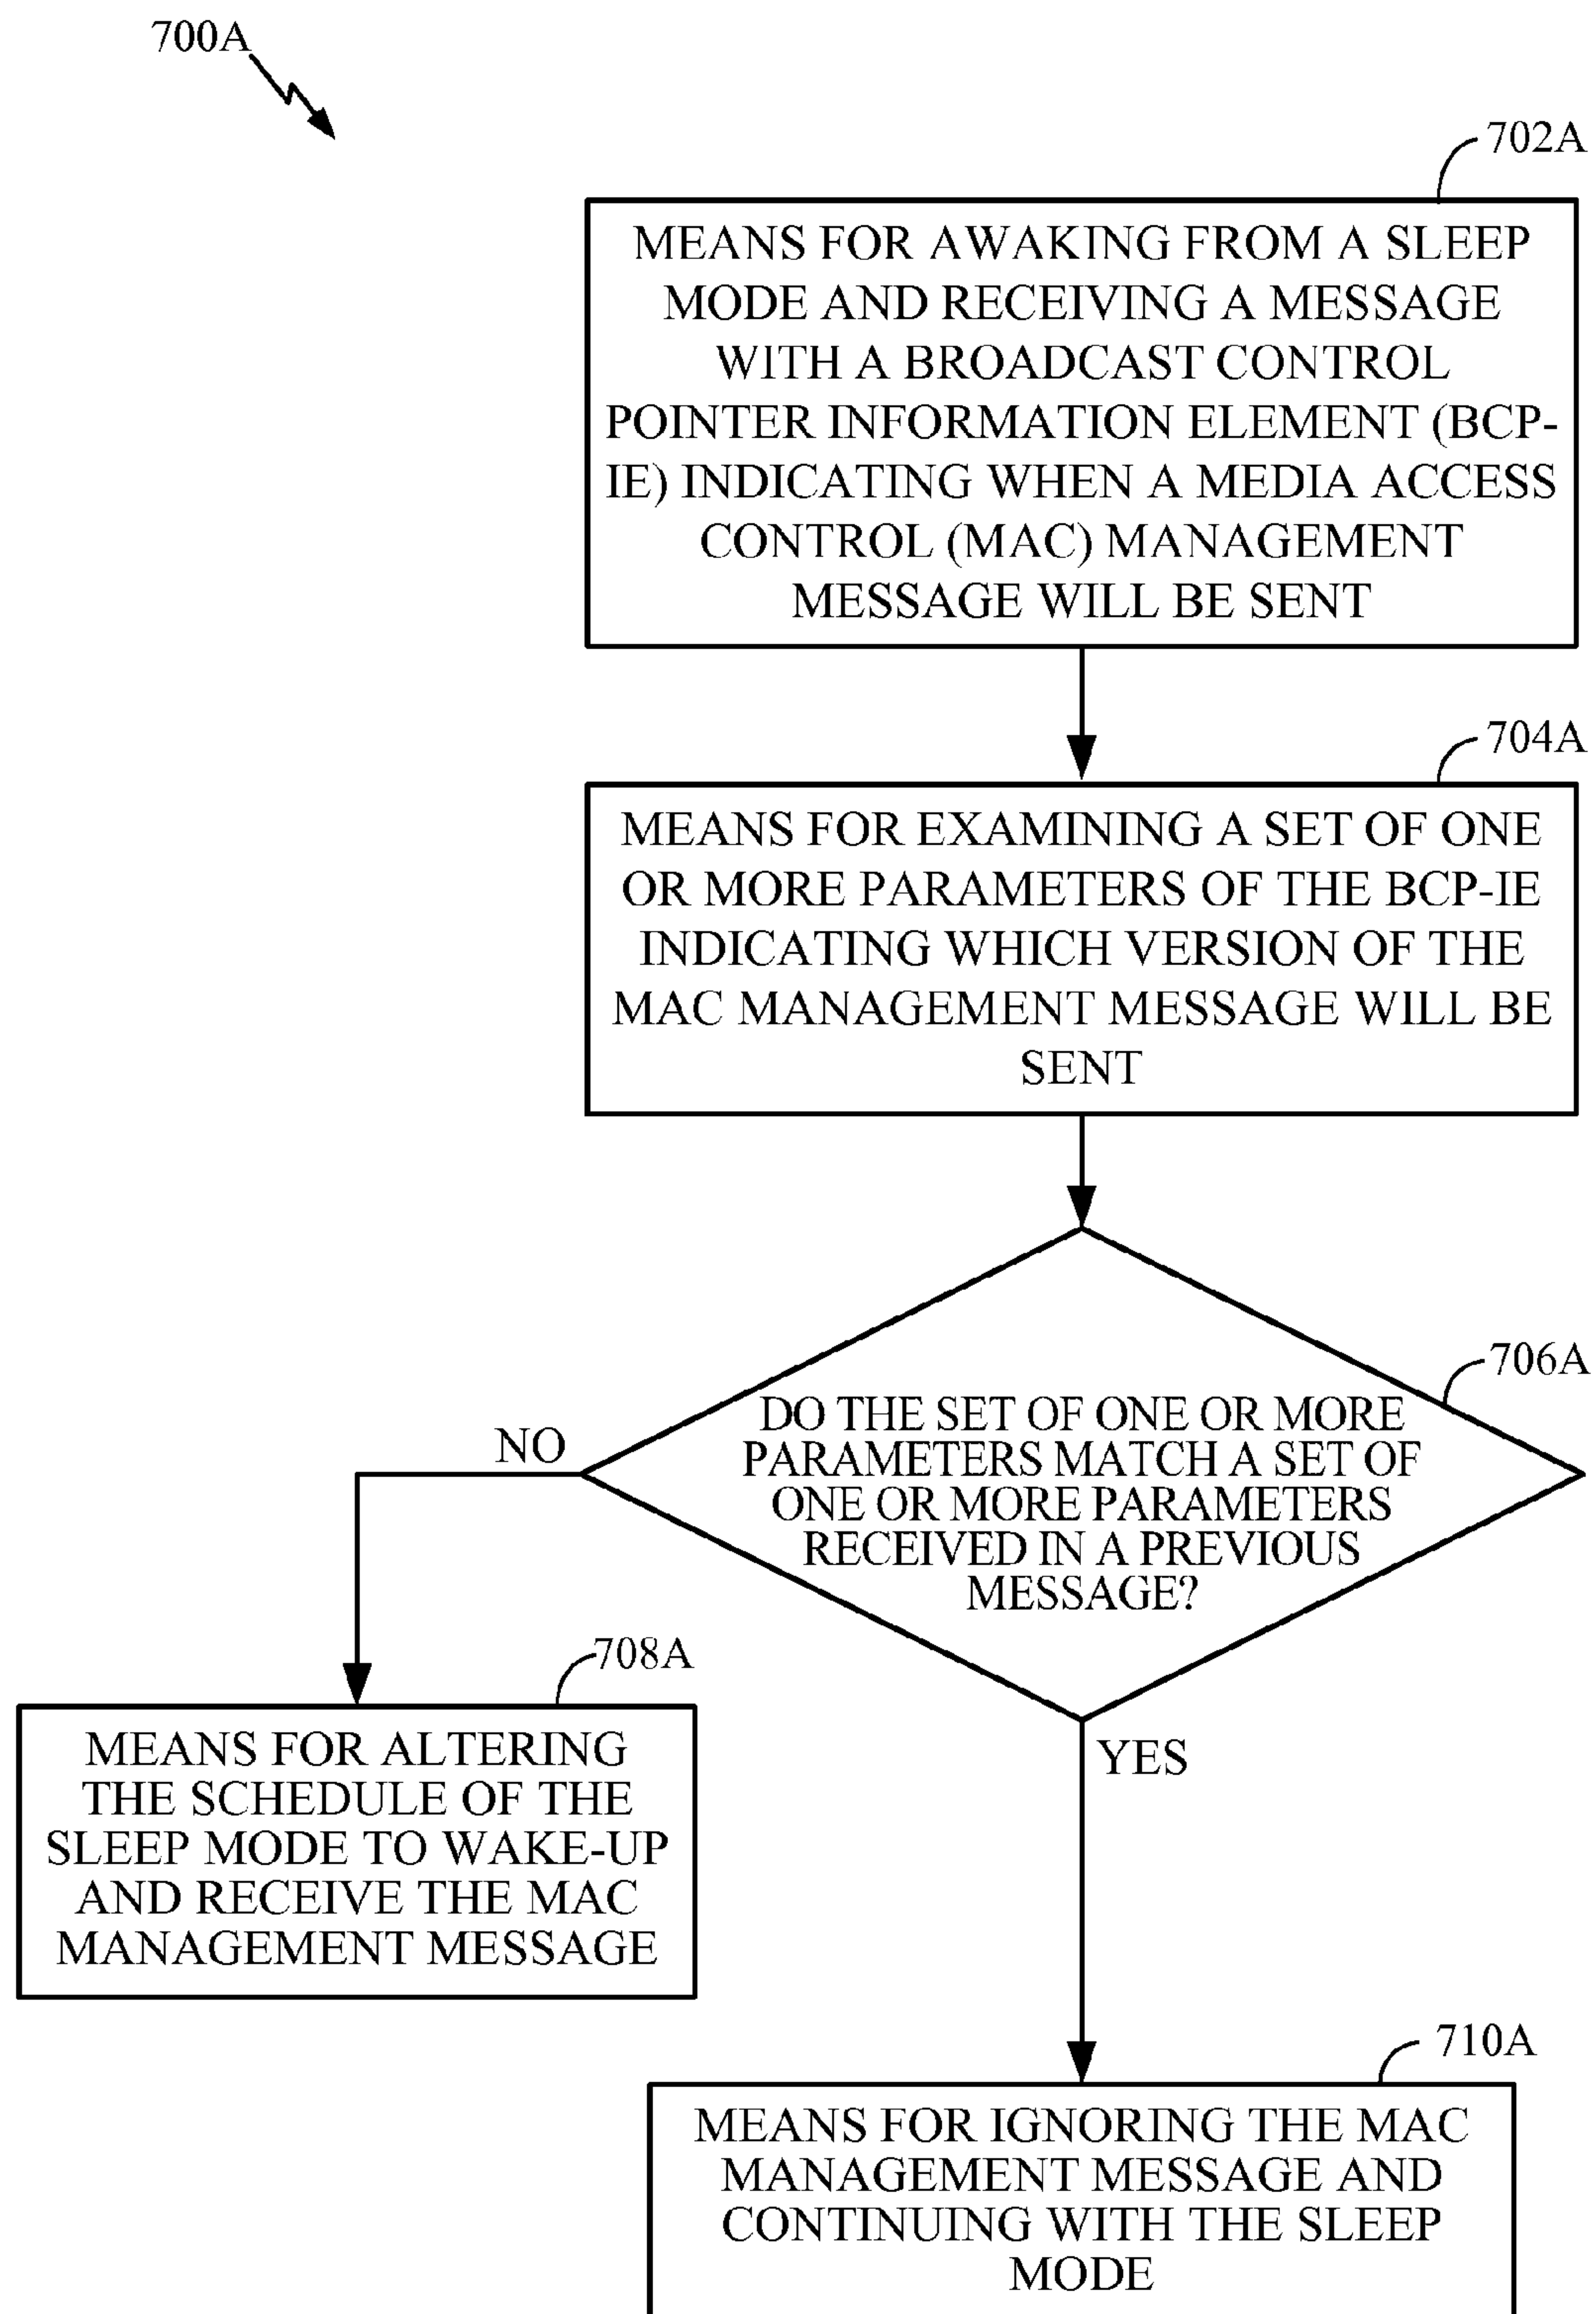 700A
702A
MEANS FOR AWAKING FROM A SLEEP
MODE AND RECEIVING A MESSAGE
WITH A BROADCAST CONTROL
POINTER INFORMATION ELEMENT (BCP-
IE) INDICATING WHEN A MEDIA ACCESS
CONTROL (MAC) MANAGEMENT
MESSAGE WILL BE SENT
704A
MEANS FOR EXAMINING A SET OF ONE
OR MORE PARAMETERS OF THE BCP-IE
INDICATING WHICH VERSION OF THE
MAC MANAGEMENT MESSAGE WILL BE
SENT
706A
DO THE SET OF ONE OR MORE
PARAMETERS MATCH A SET OF
ONE OR MORE PARAMETERS
RECEIVED IN A PREVIOUS
MESSAGE?
NO
708A
MEANS FOR ALTERING
THE SCHEDULE OF THE
SLEEP MODE TO WAKE-UP
AND RECEIVE THE MAC
MANAGEMENT MESSAGE
YES
710A
MEANS FOR IGNORING THE MAC
MANAGEMENT MESSAGE AND
CONTINUING WITH THE SLEEP
MODE